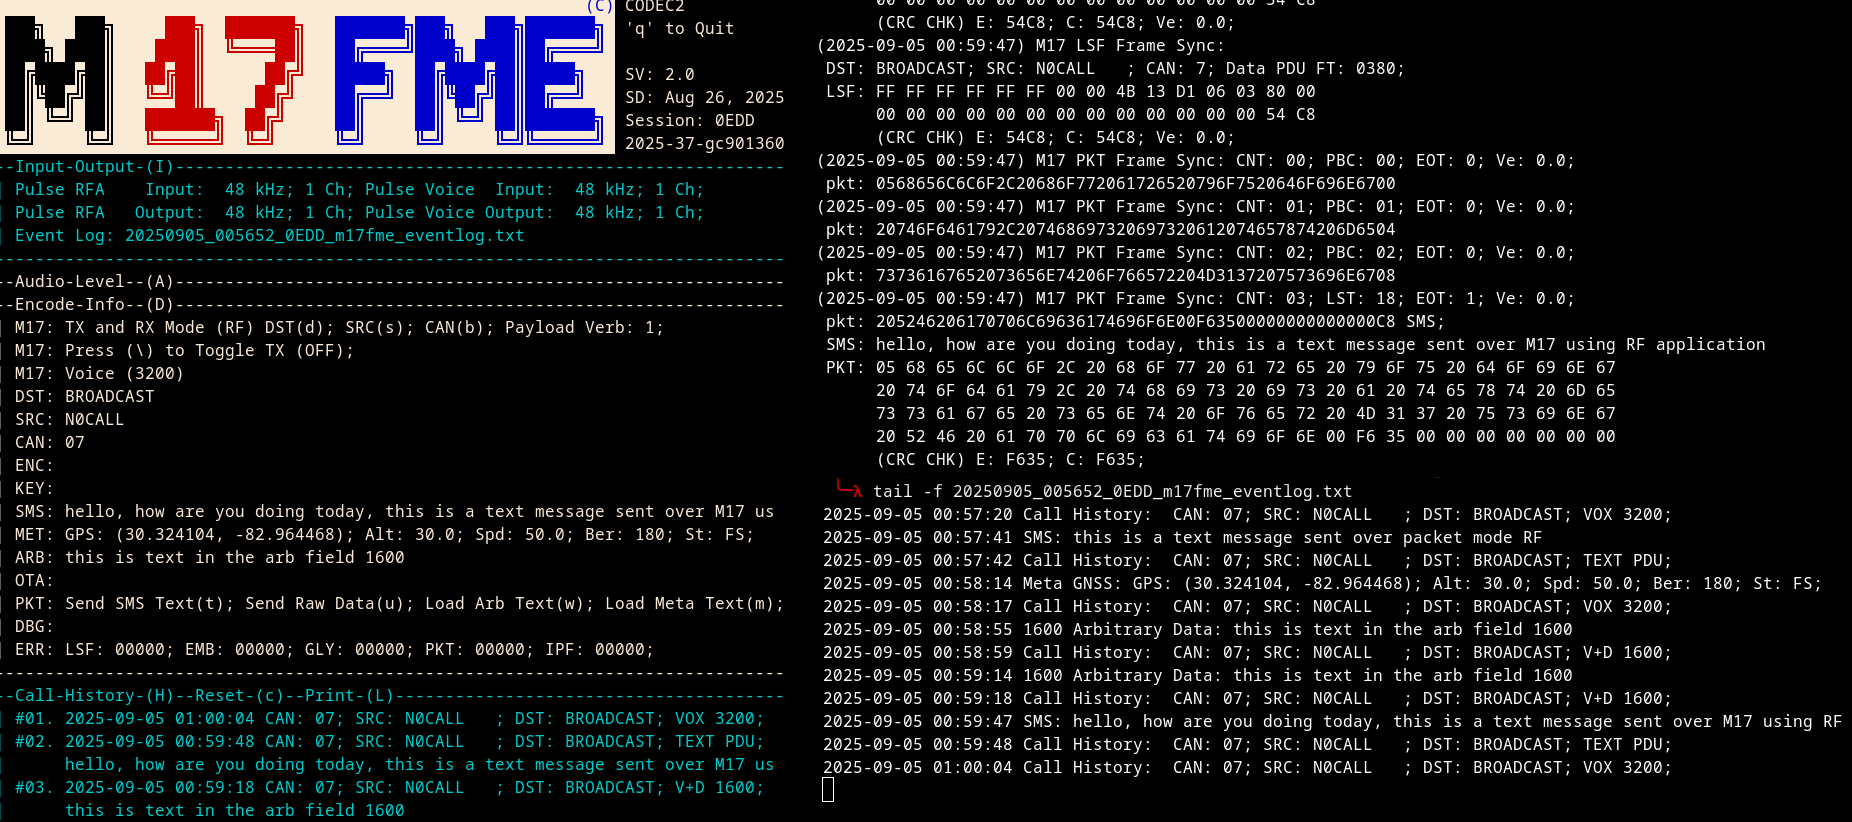 M17FME
(C) CODEC2
'q' to Quit
SV: 2.0
SD: Aug 26, 2025
Session: 0EDD
2025-37-gc901360
--Input-Output-(I)-------------------------------------------------------------
| Pulse RFA    Input:  48 kHz; 1 Ch; Pulse Voice  Input:  48 kHz; 1 Ch;
| Pulse RFA   Output:  48 kHz; 1 Ch; Pulse Voice Output:  48 kHz; 1 Ch;
| Event Log: 20250905_005652_0EDD_m17fme_eventlog.txt
-------------------------------------------------------------------------------
--Audio-Level--(A)-------------------------------------------------------------
--Encode-Info--(D)-------------------------------------------------------------
| M17: TX and RX Mode (RF) DST(d); SRC(s); CAN(b); Payload Verb: 1;
| M17: Press (\) to Toggle TX (OFF);
| M17: Voice (3200)
| DST: BROADCAST
| SRC: N0CALL
| CAN: 07
| ENC:
| KEY:
| SMS: hello, how are you doing today, this is a text message sent over M17 us
| MET: GPS: (30.324104, -82.964468); Alt: 30.0; Spd: 50.0; Ber: 180; St: FS;
| ARB: this is text in the arb field 1600
| OTA:
| PKT: Send SMS Text(t); Send Raw Data(u); Load Arb Text(w); Load Meta Text(m);
| DBG:
| ERR: LSF: 00000; EMB: 00000; GLY: 00000; PKT: 00000; IPF: 00000;
-------------------------------------------------------------------------------
--Call-History-(H)--Reset-(c)--Print-(L)---------------------------------------
| #01. 2025-09-05 01:00:04 CAN: 07; SRC: N0CALL   ; DST: BROADCAST; VOX 3200;
| #02. 2025-09-05 00:59:48 CAN: 07; SRC: N0CALL   ; DST: BROADCAST; TEXT PDU;
|      hello, how are you doing today, this is a text message sent over M17 us
| #03. 2025-09-05 00:59:18 CAN: 07; SRC: N0CALL   ; DST: BROADCAST; V+D 1600;
|      this is text in the arb field 1600
00 00 00 00 00 00 00 00 00 00 00 00 00 54 C8
(CRC CHK) E: 54C8; C: 54C8; Ve: 0.0;
(2025-09-05 00:59:47) M17 LSF Frame Sync:
DST: BROADCAST; SRC: N0CALL   ; CAN: 7; Data PDU FT: 0380;
LSF: FF FF FF FF FF FF 00 00 4B 13 D1 06 03 80 00
00 00 00 00 00 00 00 00 00 00 00 00 00 54 C8
(CRC CHK) E: 54C8; C: 54C8; Ve: 0.0;
(2025-09-05 00:59:47) M17 PKT Frame Sync: CNT: 00; PBC: 00; EOT: 0; Ve: 0.0;
pkt: 0568656C6C6F2C20686F772061726520796F7520646F696E6700
(2025-09-05 00:59:47) M17 PKT Frame Sync: CNT: 01; PBC: 01; EOT: 0; Ve: 0.0;
pkt: 20746F6461792C207468697320697320612074657874206D6504
(2025-09-05 00:59:47) M17 PKT Frame Sync: CNT: 02; PBC: 02; EOT: 0; Ve: 0.0;
pkt: 73736167652073656E74206F766572204D3137207573696E6708
(2025-09-05 00:59:47) M17 PKT Frame Sync: CNT: 03; LST: 18; EOT: 1; Ve: 0.0;
pkt: 205246206170706C69636174696F6E00F63500000000000000C8 SMS;
SMS: hello, how are you doing today, this is a text message sent over M17 using RF application
PKT: 05 68 65 6C 6C 6F 2C 20 68 6F 77 20 61 72 65 20 79 6F 75 20 64 6F 69 6E 67
20 74 6F 64 61 79 2C 20 74 68 69 73 20 69 73 20 61 20 74 65 78 74 20 6D 65
73 73 61 67 65 20 73 65 6E 74 20 6F 76 65 72 20 4D 31 37 20 75 73 69 6E 67
20 52 46 20 61 70 70 6C 69 63 61 74 69 6F 6E 00 F6 35 00 00 00 00 00 00 00
(CRC CHK) E: F635; C: F635;
╰─λ tail -f 20250905_005652_0EDD_m17fme_eventlog.txt
2025-09-05 00:57:20 Call History:  CAN: 07; SRC: N0CALL   ; DST: BROADCAST; VOX 3200;
2025-09-05 00:57:41 SMS: this is a text message sent over packet mode RF
2025-09-05 00:57:42 Call History:  CAN: 07; SRC: N0CALL   ; DST: BROADCAST; TEXT PDU;
2025-09-05 00:58:14 Meta GNSS: GPS: (30.324104, -82.964468); Alt: 30.0; Spd: 50.0; Ber: 180; St: FS;
2025-09-05 00:58:17 Call History:  CAN: 07; SRC: N0CALL   ; DST: BROADCAST; VOX 3200;
2025-09-05 00:58:55 1600 Arbitrary Data: this is text in the arb field 1600
2025-09-05 00:58:59 Call History:  CAN: 07; SRC: N0CALL   ; DST: BROADCAST; V+D 1600;
2025-09-05 00:59:14 1600 Arbitrary Data: this is text in the arb field 1600
2025-09-05 00:59:18 Call History:  CAN: 07; SRC: N0CALL   ; DST: BROADCAST; V+D 1600;
2025-09-05 00:59:47 SMS: hello, how are you doing today, this is a text message sent over M17 using RF
2025-09-05 00:59:48 Call History:  CAN: 07; SRC: N0CALL   ; DST: BROADCAST; TEXT PDU;
2025-09-05 01:00:04 Call History:  CAN: 07; SRC: N0CALL   ; DST: BROADCAST; VOX 3200;